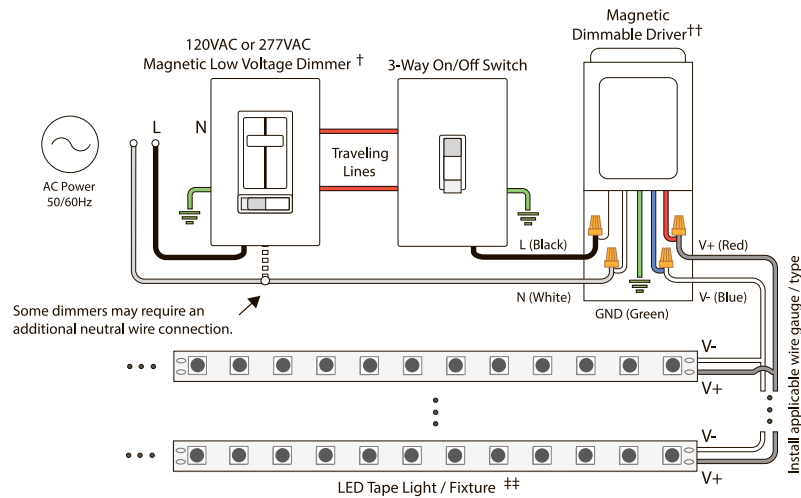 Magnetic
Dimmable Driver††
120VAC or 277VAC
Magnetic Low Voltage Dimmer †
3-Way On/Off Switch
L
N
Traveling
Lines
AC Power
50/60Hz
L (Black)
V+ (Red)
N (White)
V- (Blue)
GND (Green)
Some dimmers may require an
additional neutral wire connection.
Install applicable wire gauge / type
V-
V+
V-
V+
LED Tape Light / Fixture ‡‡